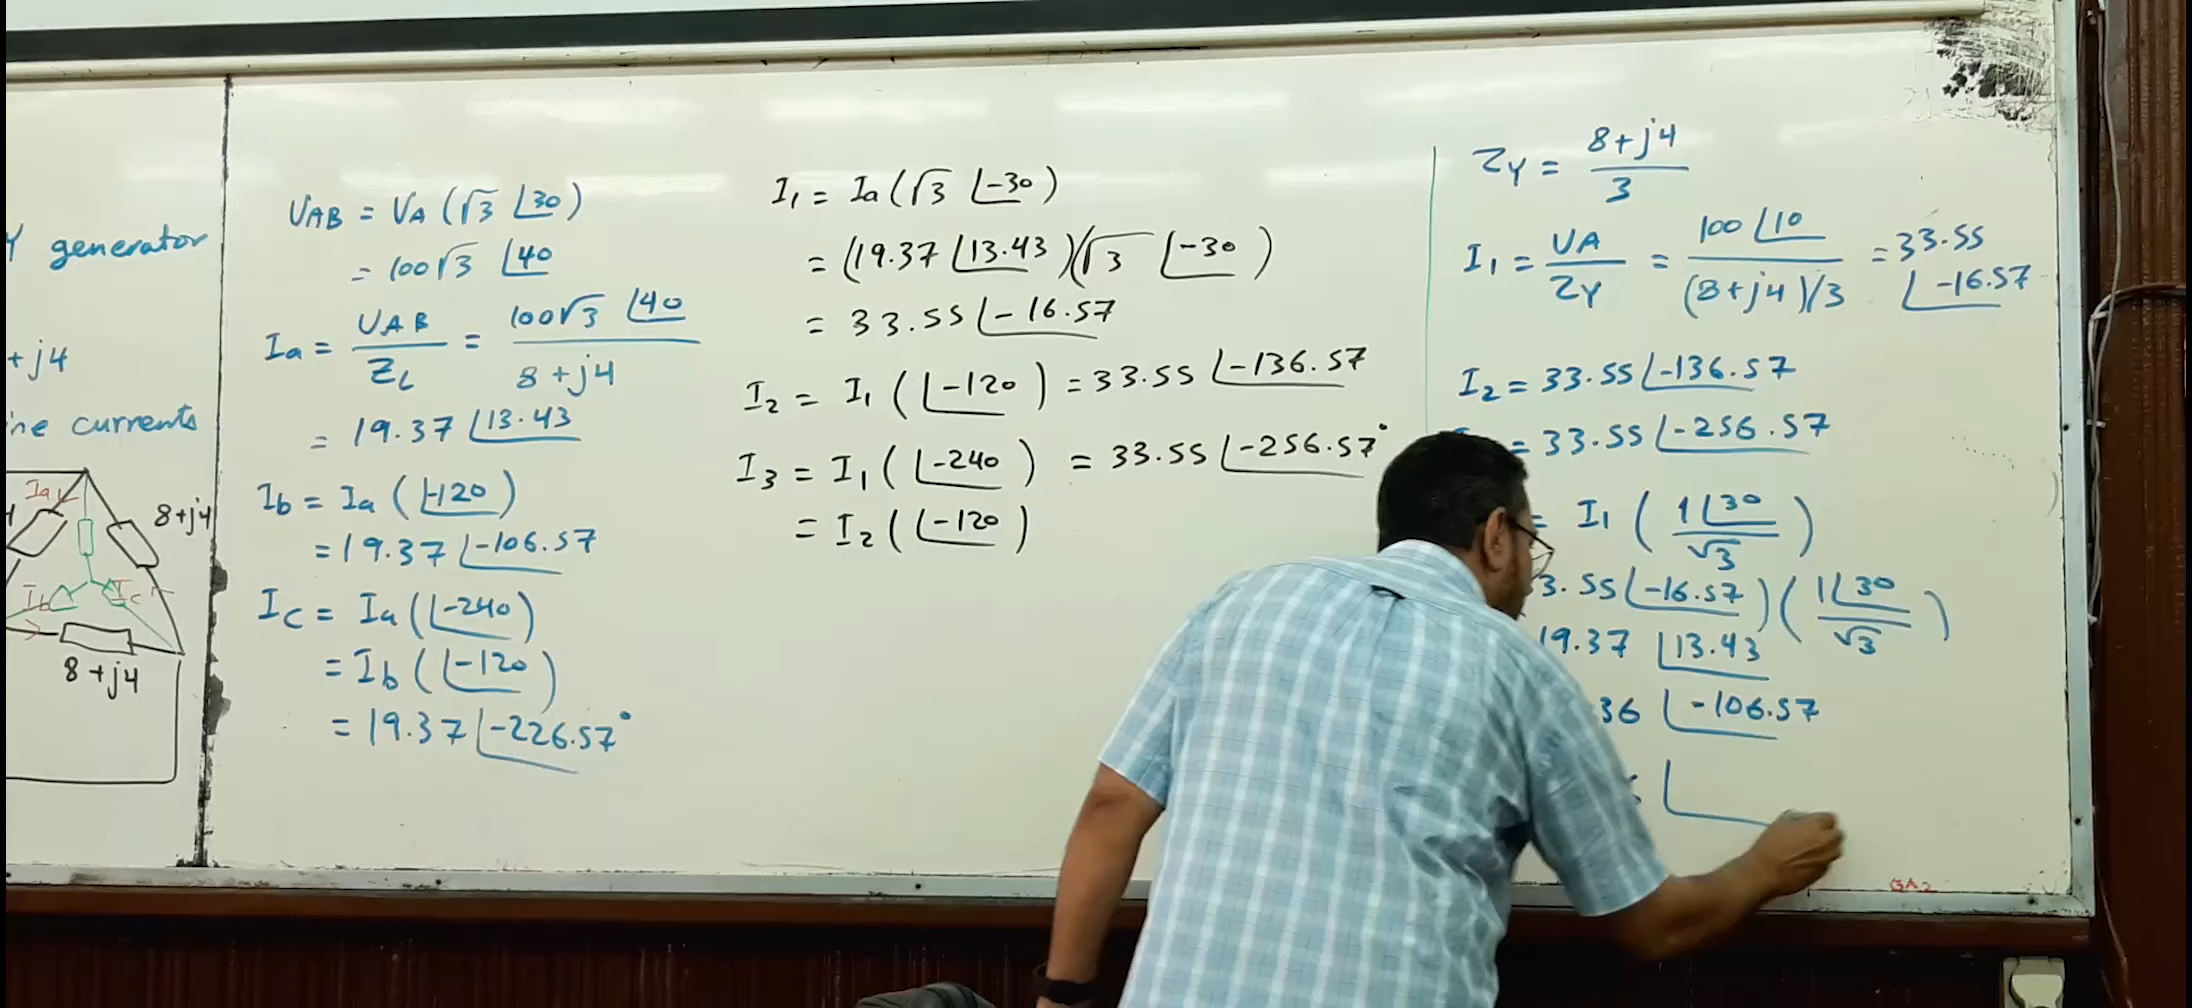 Y generator
+j4
ne currents
Ia
8+j4
Ib
Ic
8+j4
VAB = VA (√3 ∠30)
= 100√3 ∠40
Ia = VAB / ZL = 100√3 ∠40 / 8+j4
= 19.37 ∠13.43
Ib = Ia (∠-120)
= 19.37 ∠-106.57
Ic = Ia (∠-240)
= Ib (∠-120)
= 19.37 ∠-226.57°
I1 = Ia (√3 ∠-30)
= (19.37 ∠13.43)(√3 ∠-30)
= 33.55 ∠-16.57
I2 = I1 (∠-120) = 33.55 ∠-136.57
I3 = I1 (∠-240) = 33.55 ∠-256.57°
= I2 (∠-120)
ZY = 8+j4 / 3
I1 = VA / ZY = 100 ∠10 / (8+j4)/3 = 33.55 ∠-16.57
I2 = 33.55 ∠-136.57
= 33.55 ∠-256.57
= I1 (1∠30 / √3)
3.55 ∠-16.57)(1∠30 / √3)
19.37 ∠13.43
36 ∠-106.57
∠